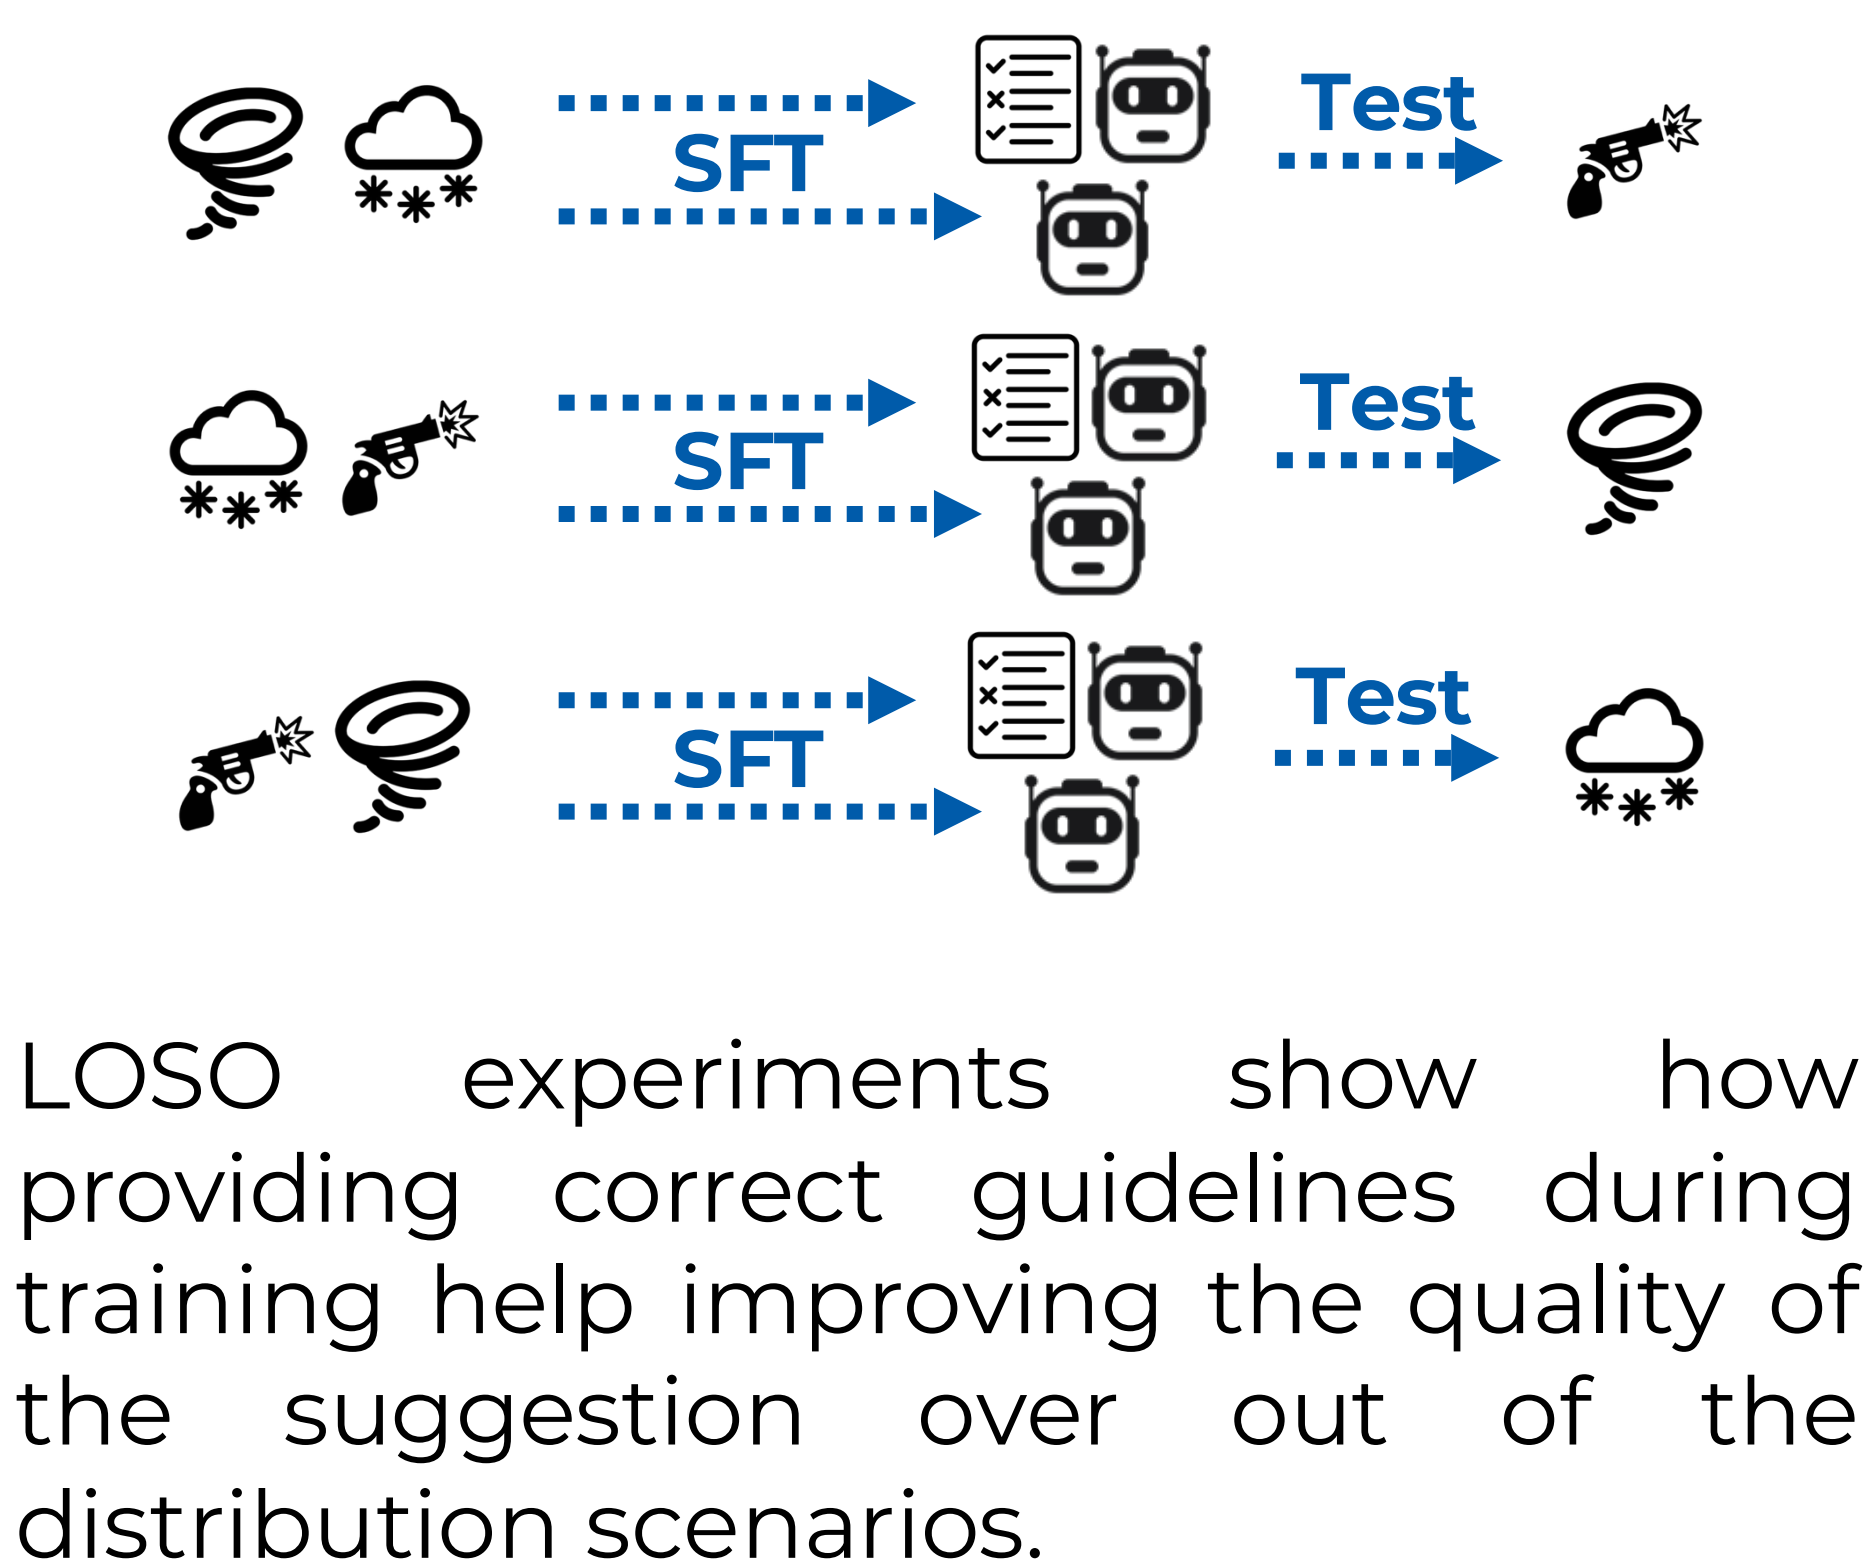 Test
SFT
Test
SFT
Test
SFT
LOSO experiments show how
providing correct guidelines during
training help improving the quality of
the suggestion over out of the
distribution scenarios.